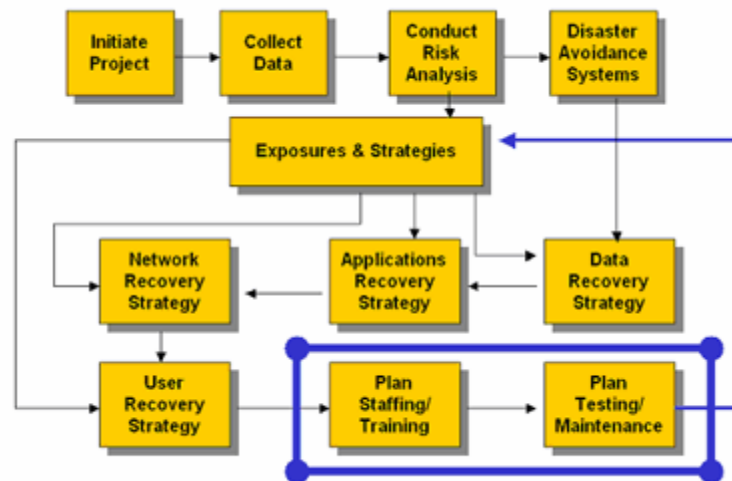 Initiate
Project
Collect
Data
Conduct
Risk
Analysis
Disaster
Avoidance
Systems
Exposures & Strategies
Network
Recovery
Strategy
Applications
Recovery
Strategy
Data
Recovery
Strategy
User
Recovery
Strategy
Plan
Staffing/
Training
Plan
Testing/
Maintenance